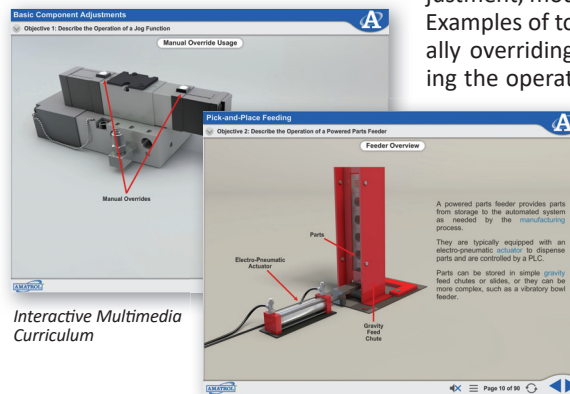 justment, mod
Examples of to
ally overriding
ing the operat
Basic Component Adjustments
Objective 1: Describe the Operation of a Jog Function
Manual Override Usage
Manual Overrides
AMATROL
Interactive Multimedia
Curriculum
Pick-and-Place Feeding
Objective 2: Describe the Operation of a Powered Parts Feeder
Feeder Overview
Parts
Electro-Pneumatic
Actuator
Gravity
Feed
Chute
A powered parts feeder provides parts
from storage to the automated system
as needed by the manufacturing
process.
They are typically equipped with an
electro-pneumatic actuator to dispense
parts and are controlled by a PLC.
Parts can be stored in simple gravity
feed chutes or slides, or they can be
more complex, such as a vibratory bowl
feeder.
AMATROL
Page 10 of 90